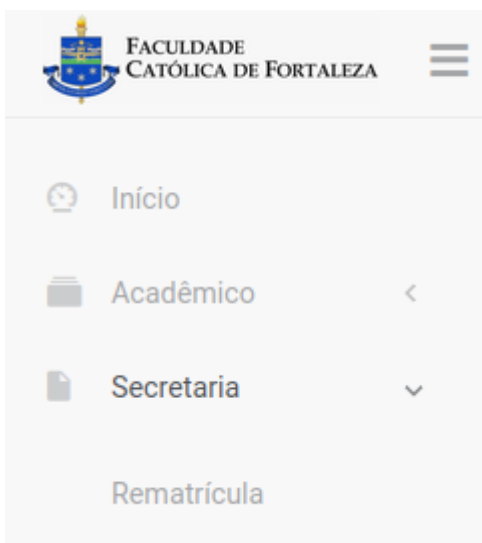 FACULDADE
CATÓLICA DE FORTALEZA
Início
Acadêmico
Secretaria
Rematrícula